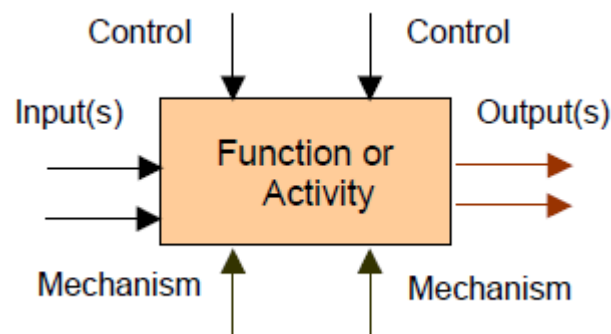 Control
Control
Input(s)
Output(s)
Function or
Activity
Mechanism
Mechanism